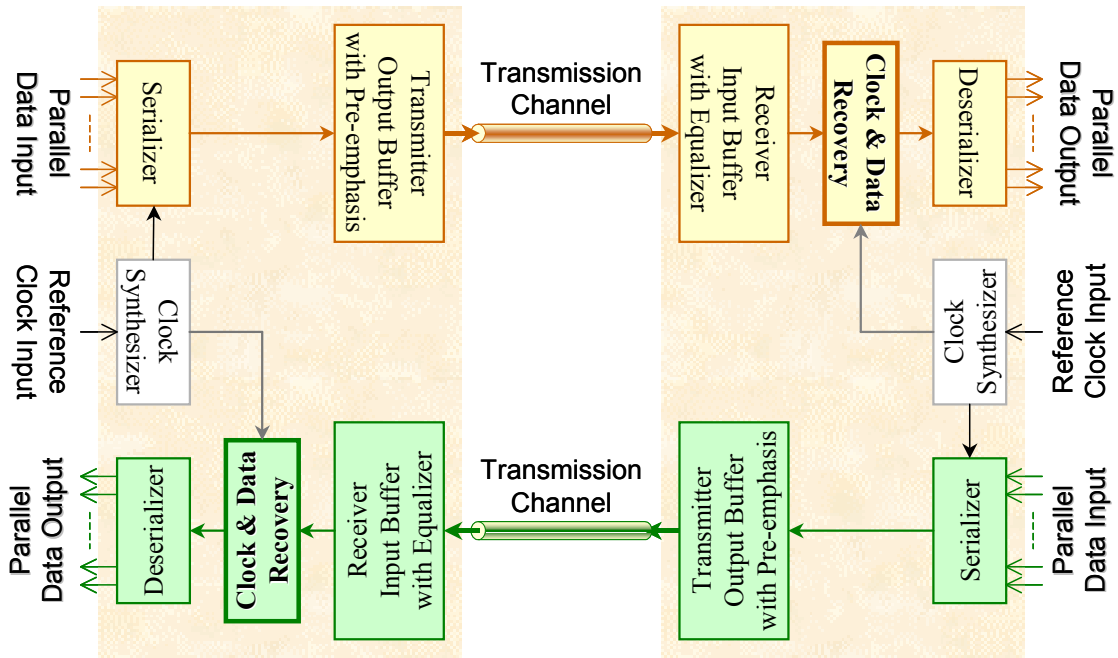 Parallel
Data Input
Serializer
Transmitter
Output Buffer
with Pre-emphasis
Transmission
Channel
Receiver
Input Buffer
with Equalizer
Clock & Data
Recovery
Deserializer
Parallel
Data Output
Reference
Clock Input
Clock
Synthesizer
Clock
Synthesizer
Reference
Clock Input
Parallel
Data Output
Deserializer
Clock & Data
Recovery
Receiver
Input Buffer
with Equalizer
Transmission
Channel
Transmitter
Output Buffer
with Pre-emphasis
Serializer
Parallel
Data Input